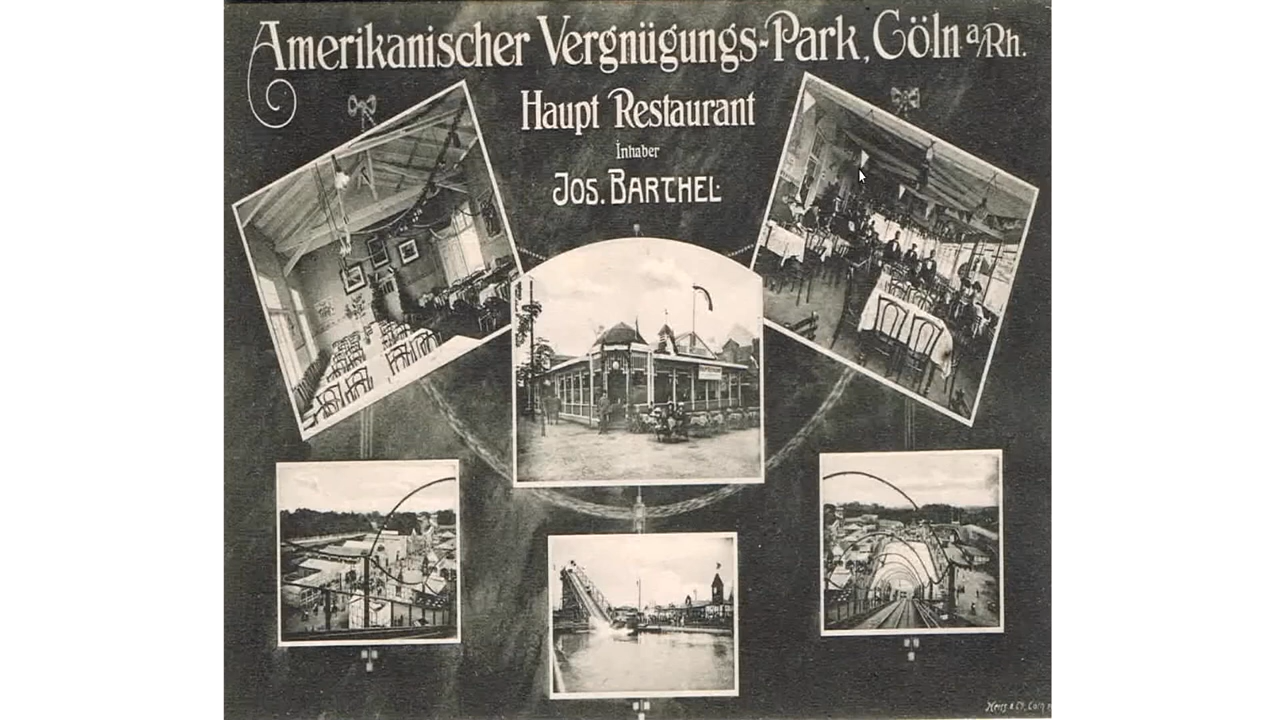 Amerikanischer Vergnügungs-Park, Cöln a/Rh.
Haupt Restaurant
Inhaber
Jos. Barthel